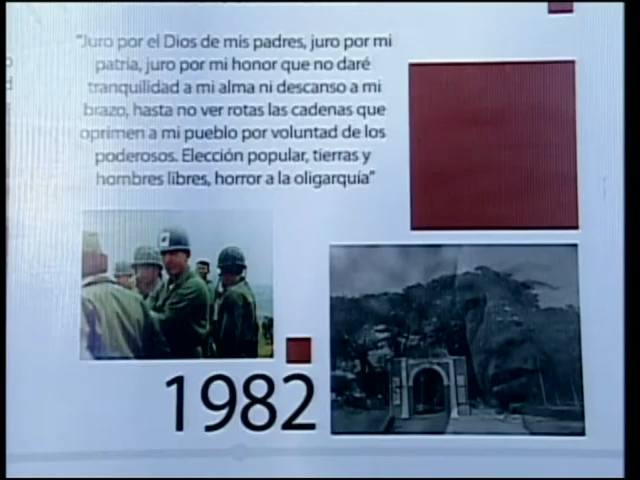 "Juro por el Dios de mis padres, juro por mi
patria, juro por mi honor que no daré
tranquilidad a mi alma ni descanso a mi
brazo, hasta no ver rotas las cadenas que
oprimen a mi pueblo por voluntad de los
poderosos. Elección popular, tierras y
hombres libres, horror a la oligarquía"
1982